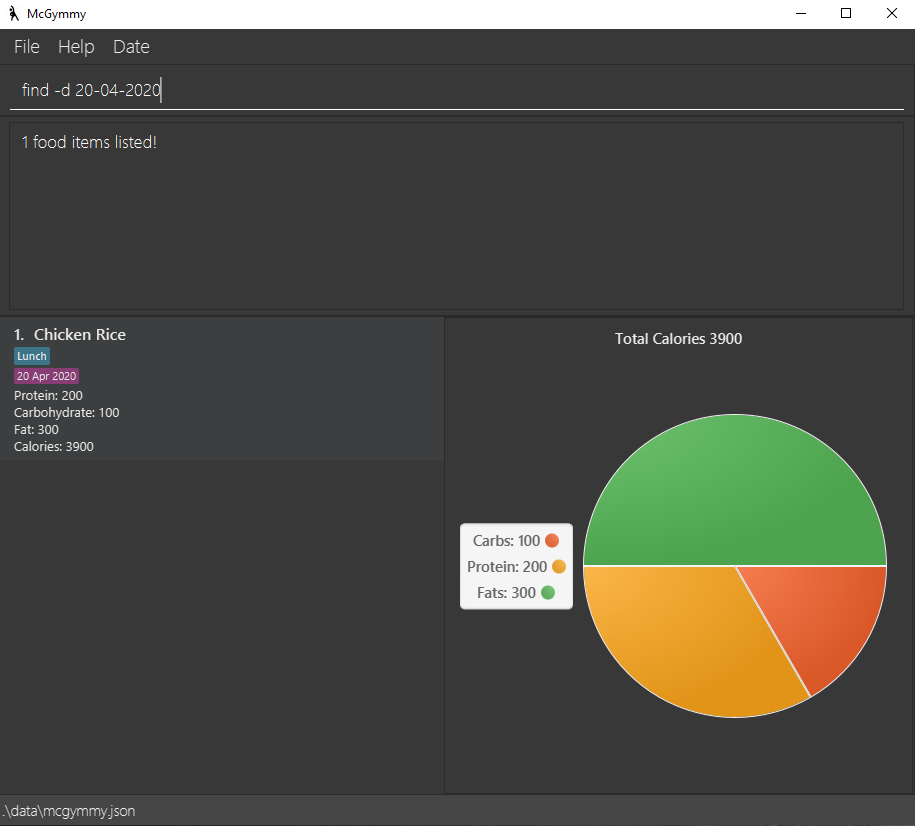 McGymmy
File Help Date
find -d 20-04-2020
1 food items listed!
1. Chicken Rice
Lunch
20 Apr 2020
Protein: 200
Carbohydrate: 100
Fat: 300
Calories: 3900
Total Calories 3900
Carbs: 100
Protein: 200
Fats: 300
.\data\mcgymmy.json